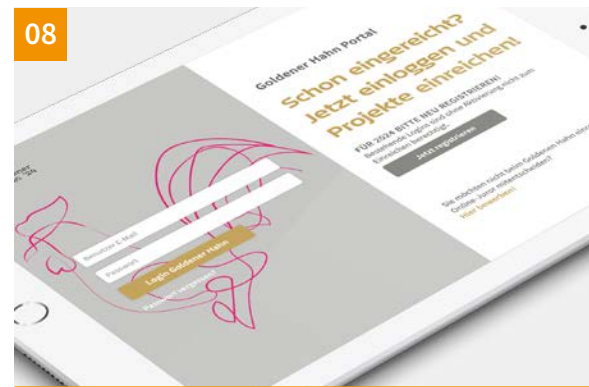 08
Goldener Hahn Portal
Schon eingereicht?
Jetzt einloggen und
Projekte einreichen!
FÜR 2024 BITTE NEU REGISTRIEREN!
Bestehende Logins sind ohne Aktivierung nicht zum
Einreichen berechtigt.
Jetzt registrieren
Sie möchten nicht beim Goldenen Hahn
Online-Juror mitentscheiden?
Hier bewerben!
Benutzer E-Mail
Passwort
Login Goldener Hahn
Passwort vergessen?